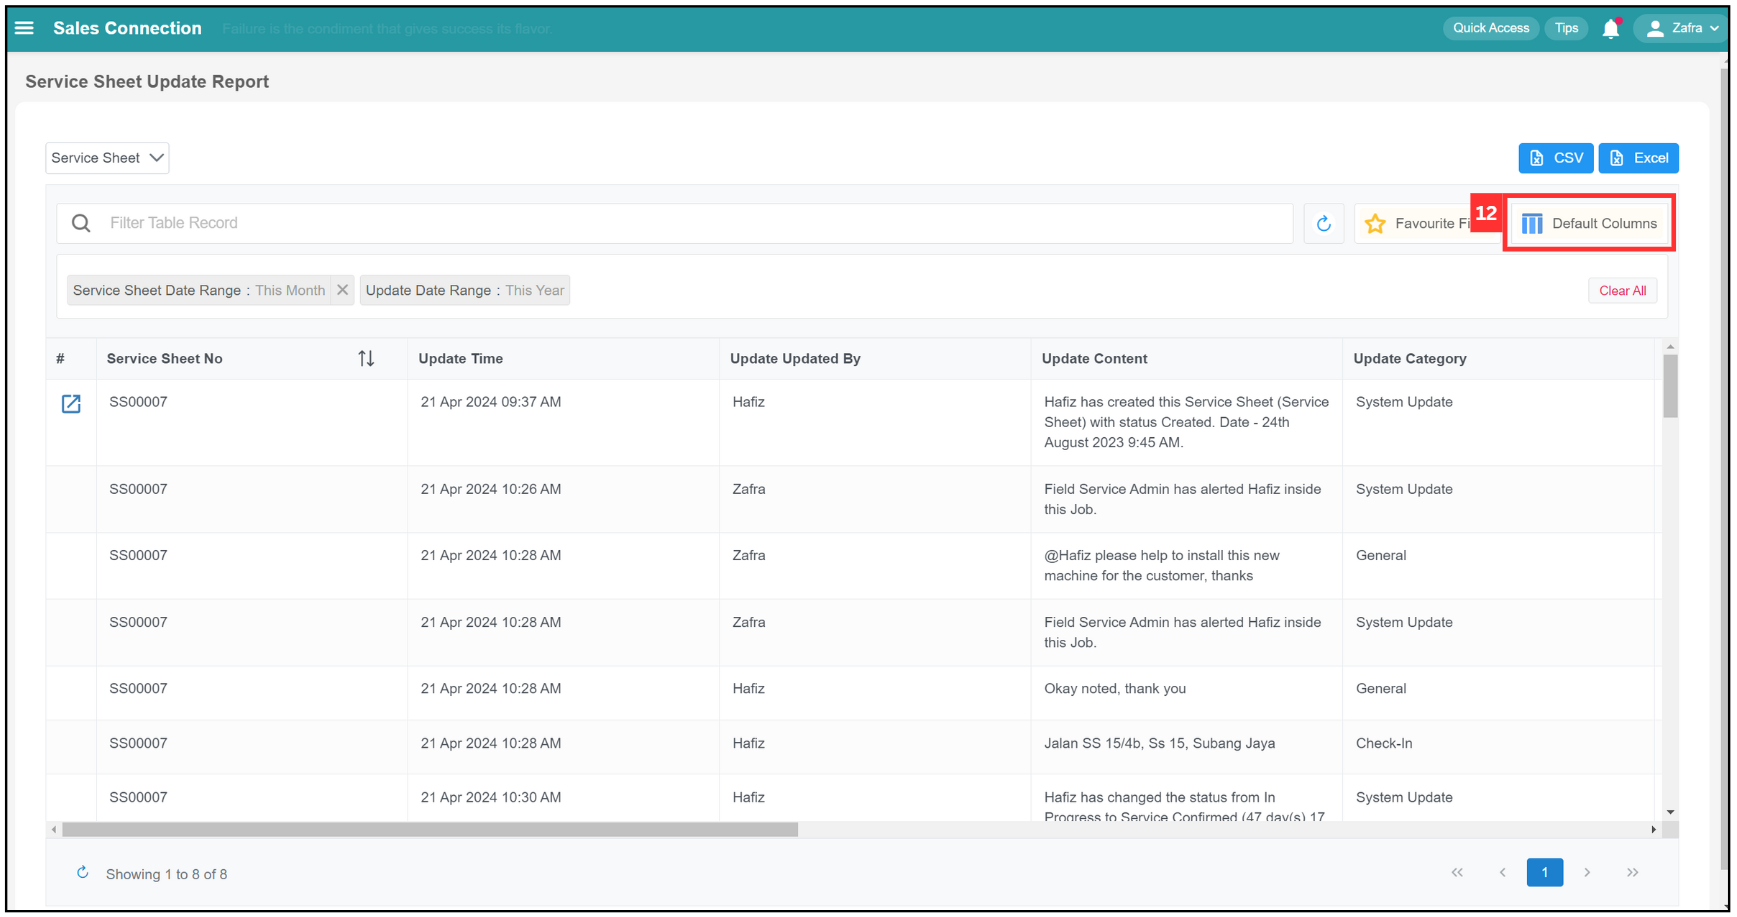 Sales Connection
Failure is the condiment that gives success its flavor.
Quick Access
Tips
Zafra
Service Sheet Update Report
Service Sheet
CSV
Excel
Filter Table Record
Favourite Fi
12
Default Columns
Service Sheet Date Range : This Month
Update Date Range : This Year
Clear All
# Service Sheet No Update Time Update Updated By Update Content Update Category
SS00007 21 Apr 2024 09:37 AM Hafiz Hafiz has created this Service Sheet (Service System Update
Sheet) with status Created. Date - 24th
August 2023 9:45 AM.
SS00007 21 Apr 2024 10:26 AM Zafra Field Service Admin has alerted Hafiz inside System Update
this Job.
SS00007 21 Apr 2024 10:28 AM Zafra @Hafiz please help to install this new General
machine for the customer, thanks
SS00007 21 Apr 2024 10:28 AM Zafra Field Service Admin has alerted Hafiz inside System Update
this Job.
SS00007 21 Apr 2024 10:28 AM Hafiz Okay noted, thank you General
SS00007 21 Apr 2024 10:28 AM Hafiz Jalan SS 15/4b, Ss 15, Subang Jaya Check-In
SS00007 21 Apr 2024 10:30 AM Hafiz Hafiz has changed the status from In System Update
Progress to Service Confirmed (47 day(s) 17
Showing 1 to 8 of 8
1